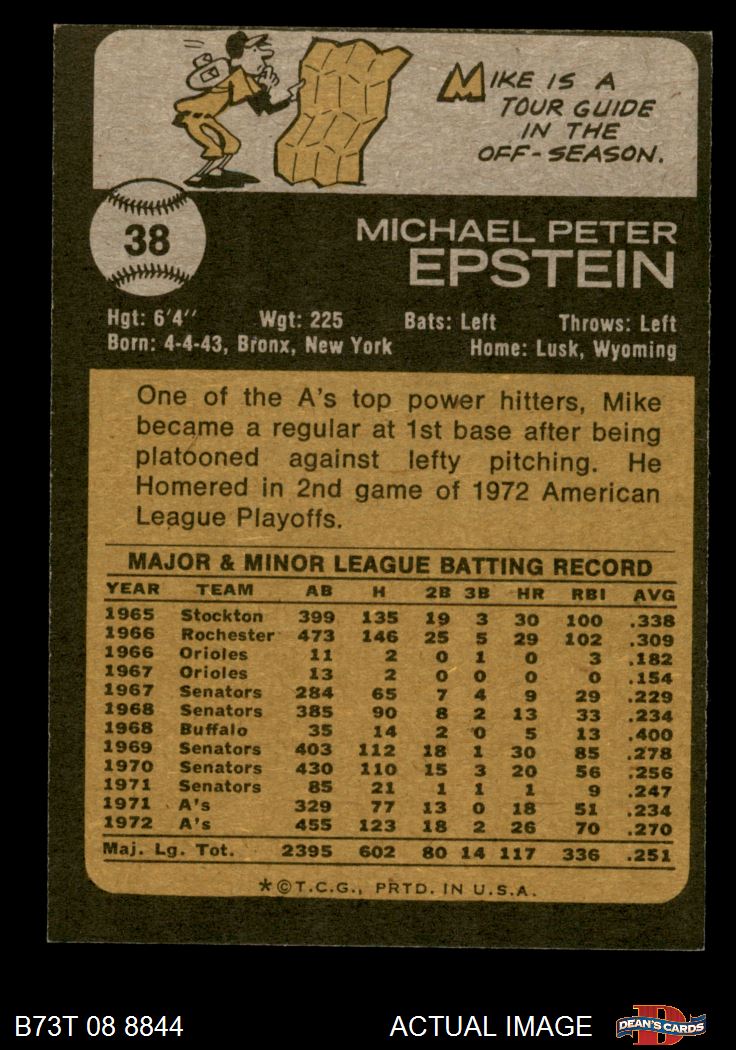 MIKE IS A
TOUR GUIDE
IN THE
OFF-SEASON.
38
MICHAEL PETER
EPSTEIN
Hgt: 6'4" Wgt: 225 Bats: Left Throws: Left
Born: 4-4-43, Bronx, New York Home: Lusk, Wyoming
One of the A's top power hitters, Mike
became a regular at 1st base after being
platooned against lefty pitching. He
Homered in 2nd game of 1972 American
League Playoffs.
MAJOR & MINOR LEAGUE BATTING RECORD
YEAR TEAM AB H 2B 3B HR RBI AVG
1965 Stockton 399 135 19 3 30 100 .338
1966 Rochester 473 146 25 5 29 102 .309
1966 Orioles 11 2 0 1 0 3 .182
1967 Orioles 13 2 0 0 0 0 .154
1967 Senators 284 65 7 4 9 29 .229
1968 Senators 385 90 8 2 13 33 .234
1968 Buffalo 35 14 2 0 5 13 .400
1969 Senators 403 112 18 1 30 85 .278
1970 Senators 430 110 15 3 20 56 .256
1971 Senators 85 21 1 1 1 9 .247
1971 A's 329 77 13 0 18 51 .234
1972 A's 455 123 18 2 26 70 .270
Maj. Lg. Tot. 2395 602 80 14 117 336 .251
*©T.C.G., PRTD. IN U.S.A.
B73T 08 8844 ACTUAL IMAGE DEAN'S CARDS